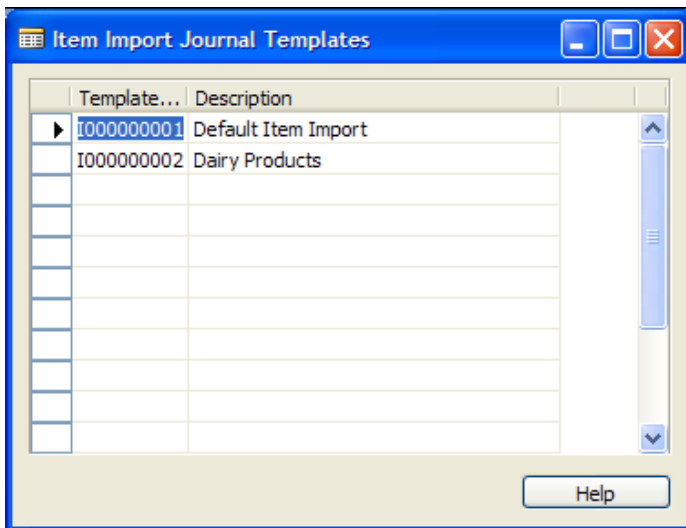 Item Import Journal Templates
Template... Description
I000000001 Default Item Import
I000000002 Dairy Products
Help